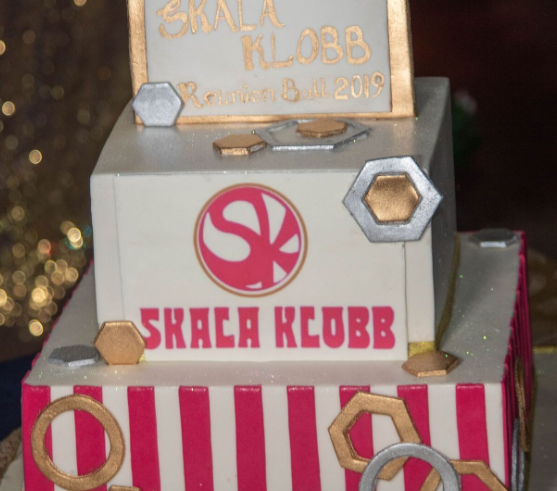 SKALA
KLOBB
Reunion Ball 2019
SK
SKALA KLOBB